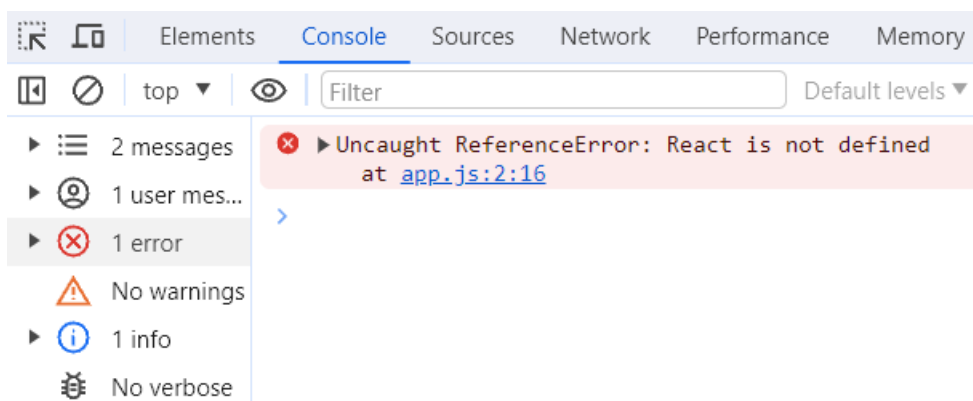 Elements Console Sources Network Performance Memory
top Filter Default levels
2 messages
1 user mes...
1 error
No warnings
1 info
No verbose
Uncaught ReferenceError: React is not defined
at app.js:2:16